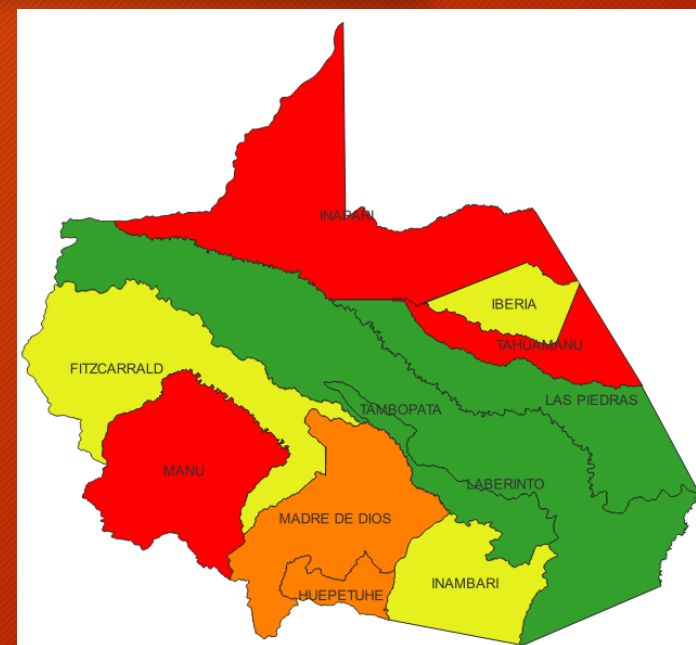 INAPARI
IBERIA
TAHUAMANU
FITZCARRALD
LAS PIEDRAS
TAMBOPATA
MANU
LABERINTO
MADRE DE DIOS
INAMBARI
HUEPETUHE